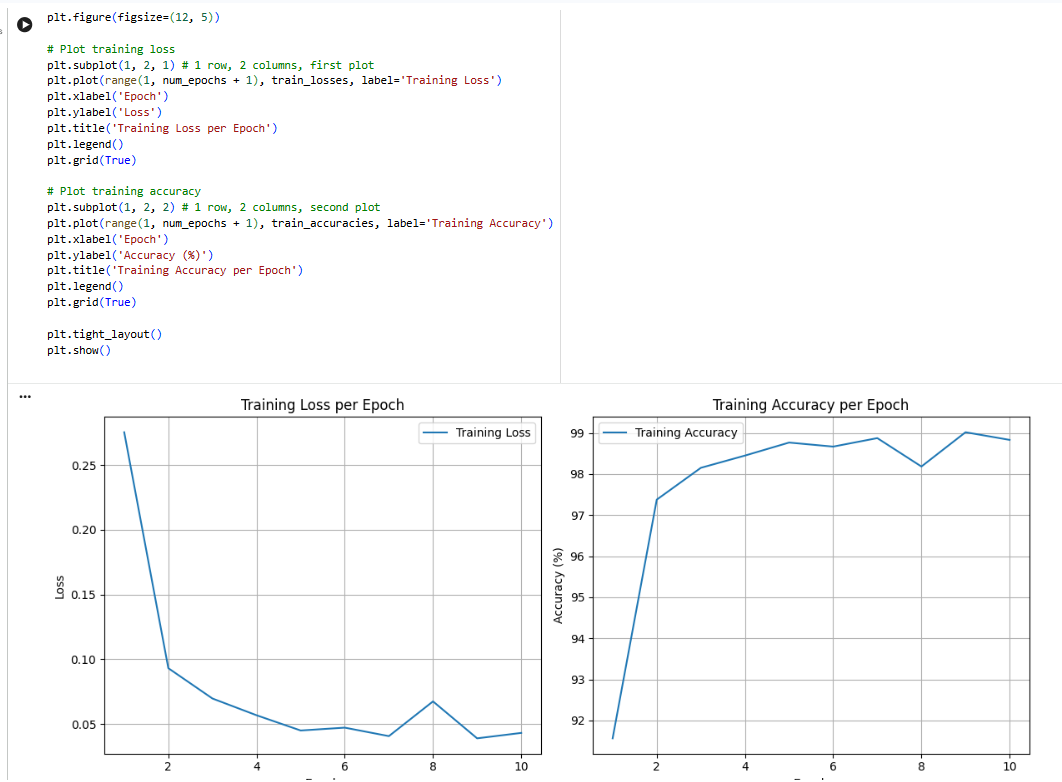 plt.figure(figsize=(12, 5))
# Plot training loss
plt.subplot(1, 2, 1) # 1 row, 2 columns, first plot
plt.plot(range(1, num_epochs + 1), train_losses, label='Training Loss')
plt.xlabel('Epoch')
plt.ylabel('Loss')
plt.title('Training Loss per Epoch')
plt.legend()
plt.grid(True)
# Plot training accuracy
plt.subplot(1, 2, 2) # 1 row, 2 columns, second plot
plt.plot(range(1, num_epochs + 1), train_accuracies, label='Training Accuracy')
plt.xlabel('Epoch')
plt.ylabel('Accuracy (%)')
plt.title('Training Accuracy per Epoch')
plt.legend()
plt.grid(True)
plt.tight_layout()
plt.show()
Training Loss per Epoch
Training Loss
0.25
0.20
0.15
0.10
0.05
Loss
2 4 6 8 10
Training Accuracy per Epoch
Training Accuracy
99
98
97
96
95
94
93
92
Accuracy (%)
2 4 6 8 10